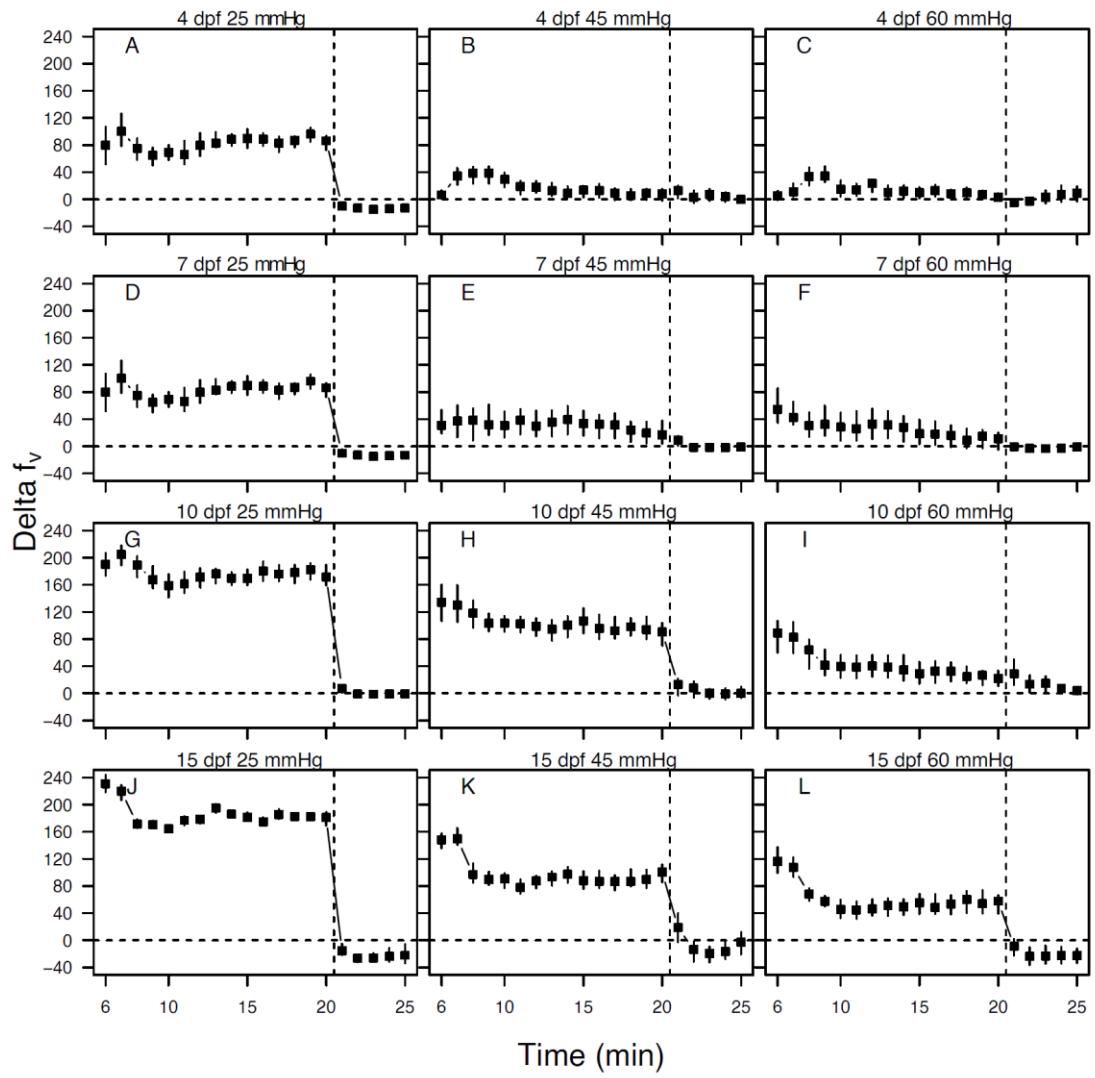 4 dpf 25 mmHg 4 dpf 45 mmHg 4 dpf 60 mmHg
240 A B C
200
160
120
80
40
0
−40
7 dpf 25 mmHg 7 dpf 45 mmHg 7 dpf 60 mmHg
240 D E F
200
160
120
80
40
0
−40
Delta fv
10 dpf 25 mmHg 10 dpf 45 mmHg 10 dpf 60 mmHg
240 G H I
200
160
120
80
40
0
−40
15 dpf 25 mmHg 15 dpf 45 mmHg 15 dpf 60 mmHg
240 J K L
200
160
120
80
40
0
−40
6 10 15 20 25 6 10 15 20 25 6 10 15 20 25
Time (min)